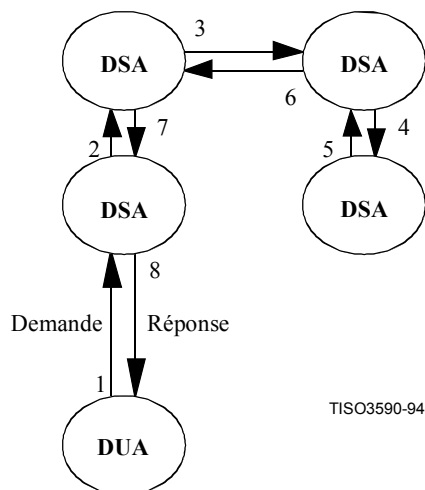 3
DSA
DSA
6
2
7
5
4
DSA
DSA
8
Demande
Réponse
1
TISO3590-94
DUA